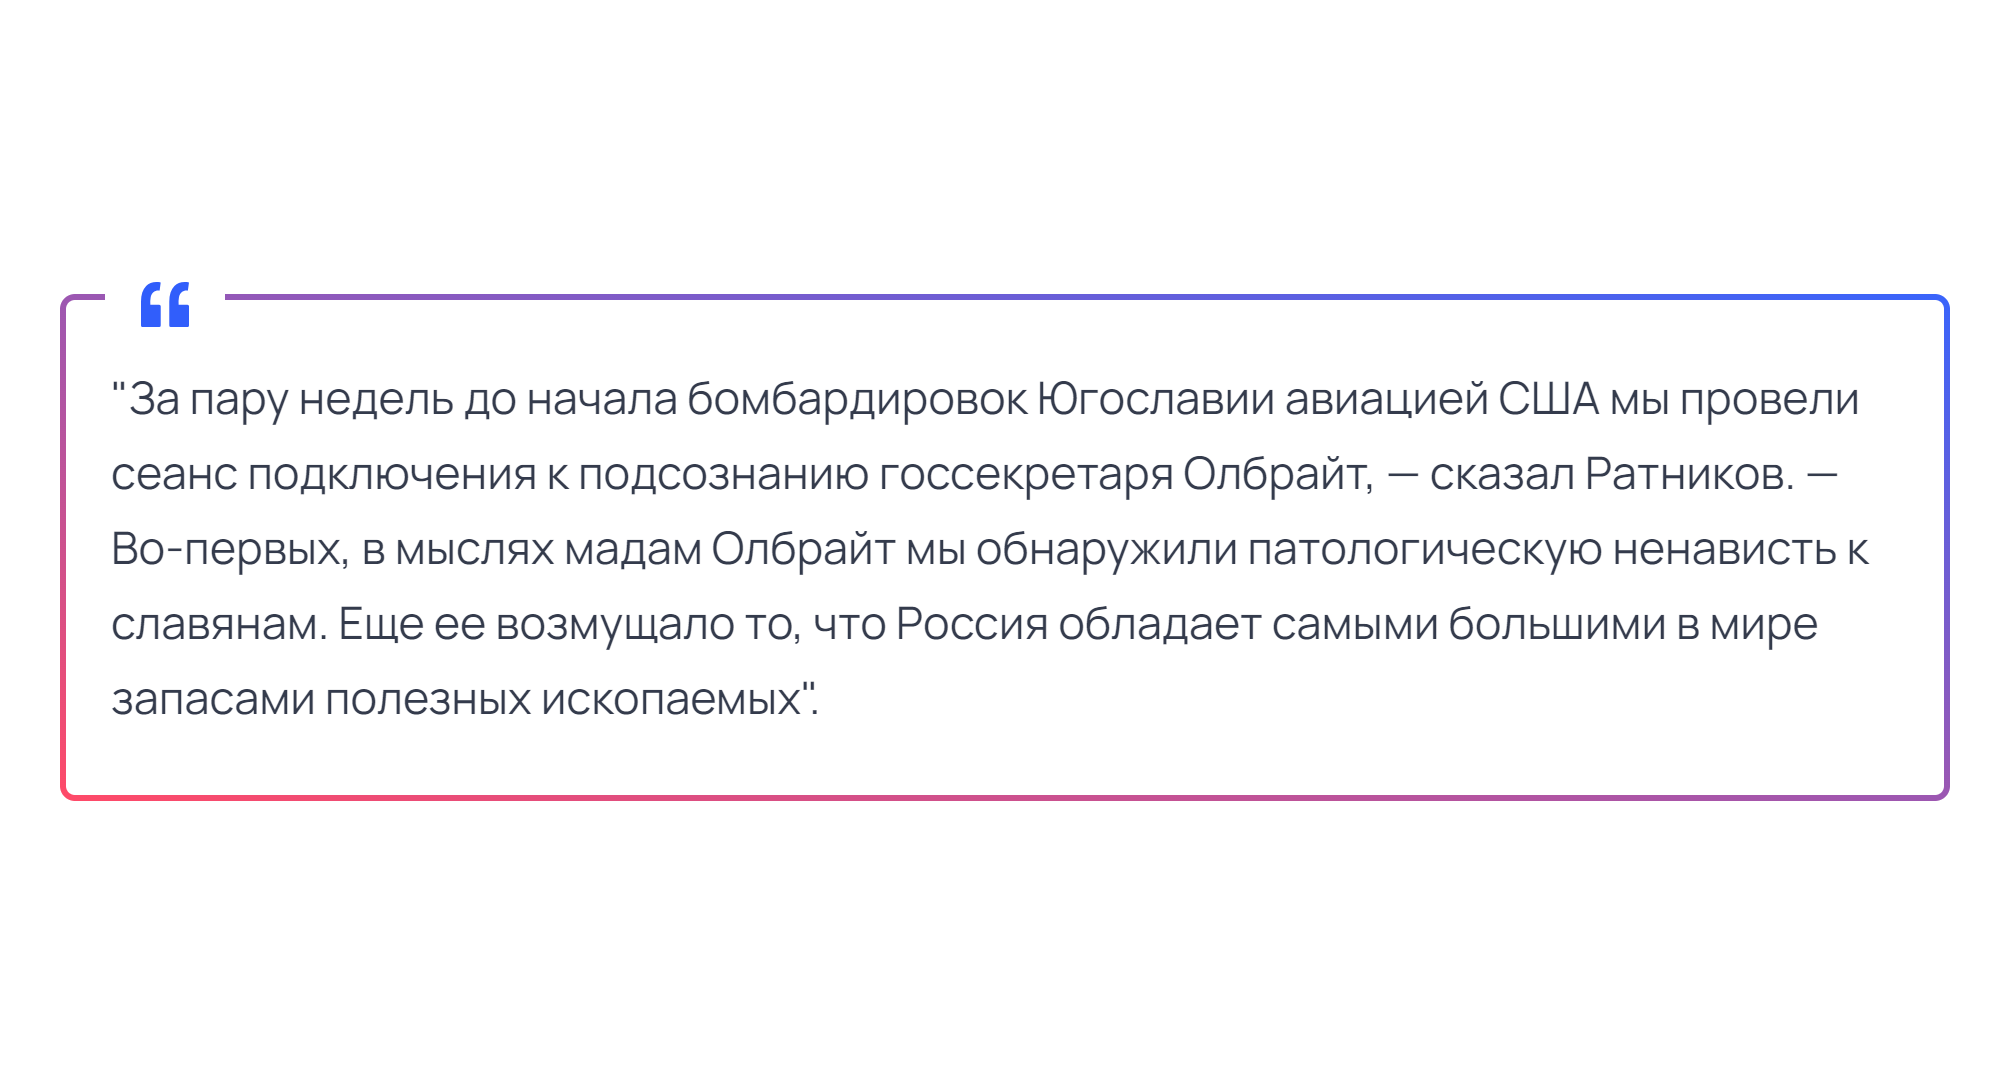 "За пару недель до начала бомбардировок Югославии авиацией США мы провели
сеанс подключения к подсознанию госсекретаря Олбрайт, — сказал Ратников. —
Во-первых, в мыслях мадам Олбрайт мы обнаружили патологическую ненависть к
славянам. Еще ее возмущало то, что Россия обладает самыми большими в мире
запасами полезных ископаемых".